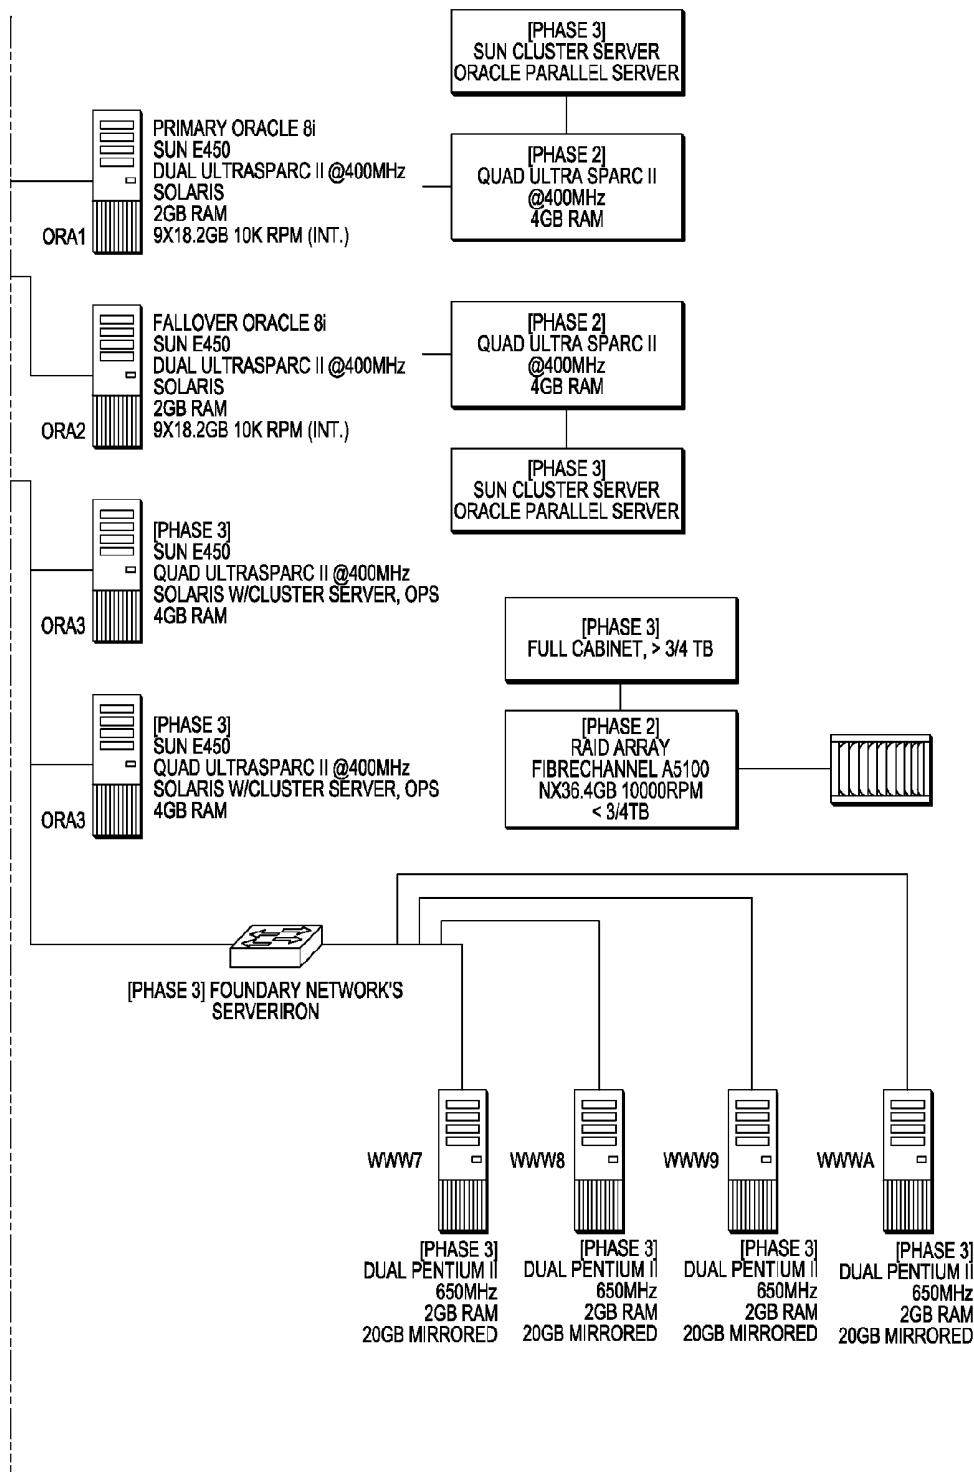 [PHASE 3]
SUN CLUSTER SERVER
ORACLE PARALLEL SERVER
PRIMARY ORACLE 8i
SUN E450
DUAL ULTRASPARC II @400MHz
SOLARIS
2GB RAM
9X18.2GB 10K RPM (INT.)
ORA1
[PHASE 2]
QUAD ULTRA SPARC II
@400MHz
4GB RAM
FALLOVER ORACLE 8i
SUN E450
DUAL ULTRASPARC II @400MHz
SOLARIS
2GB RAM
9X18.2GB 10K RPM (INT.)
ORA2
[PHASE 2]
QUAD ULTRA SPARC II
@400MHz
4GB RAM
[PHASE 3]
SUN CLUSTER SERVER
ORACLE PARALLEL SERVER
[PHASE 3]
SUN E450
QUAD ULTRASPARC II @400MHz
SOLARIS W/CLUSTER SERVER, OPS
4GB RAM
ORA3
[PHASE 3]
FULL CABINET, > 3/4 TB
[PHASE 3]
SUN E450
QUAD ULTRASPARC II @400MHz
SOLARIS W/CLUSTER SERVER, OPS
4GB RAM
ORA3
[PHASE 2]
RAID ARRAY
FIBRECHANNEL A5100
NX36.4GB 10000RPM
< 3/4TB
[PHASE 3] FOUNDARY NETWORK'S
SERVERIRON
WWW7
[PHASE 3]
DUAL PENTIUM II
650MHz
2GB RAM
20GB MIRRORED
WWW8
[PHASE 3]
DUAL PENTIUM II
650MHz
2GB RAM
20GB MIRRORED
WWW9
[PHASE 3]
DUAL PENTIUM II
650MHz
2GB RAM
20GB MIRRORED
WWWA
[PHASE 3]
DUAL PENTIUM II
650MHz
2GB RAM
20GB MIRRORED